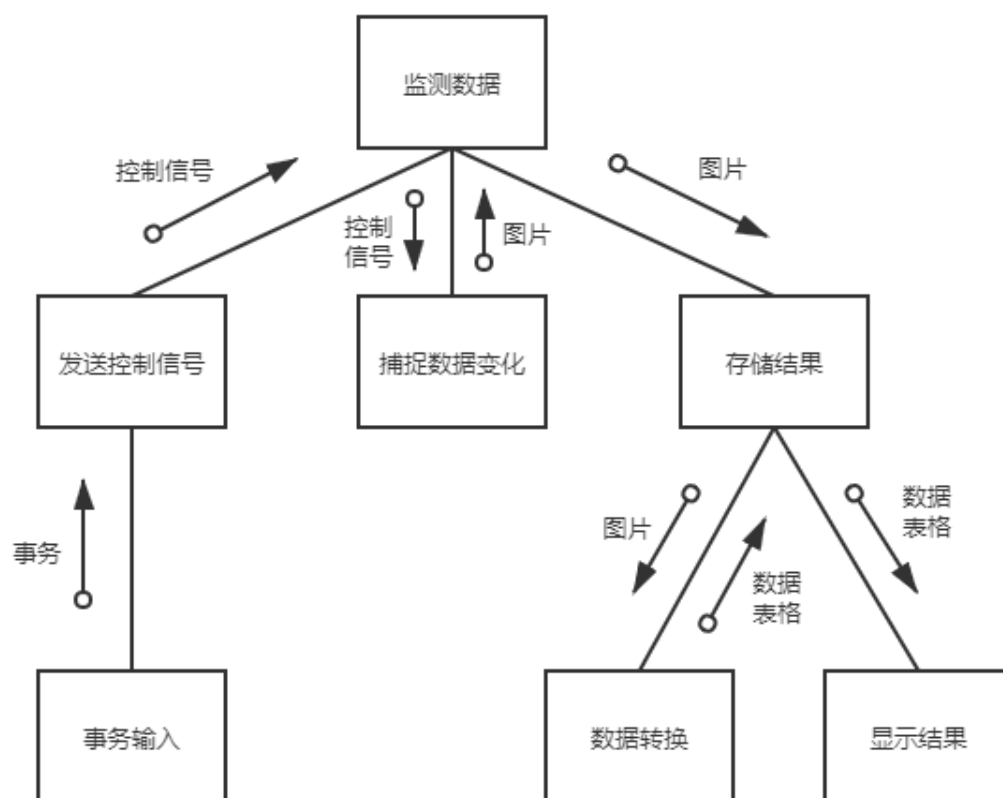 监测数据
控制信号
图片
控制
信号
图片
发送控制信号
捕捉数据变化
存储结果
事务
图片
数据
表格
数据
表格
事务输入
数据转换
显示结果